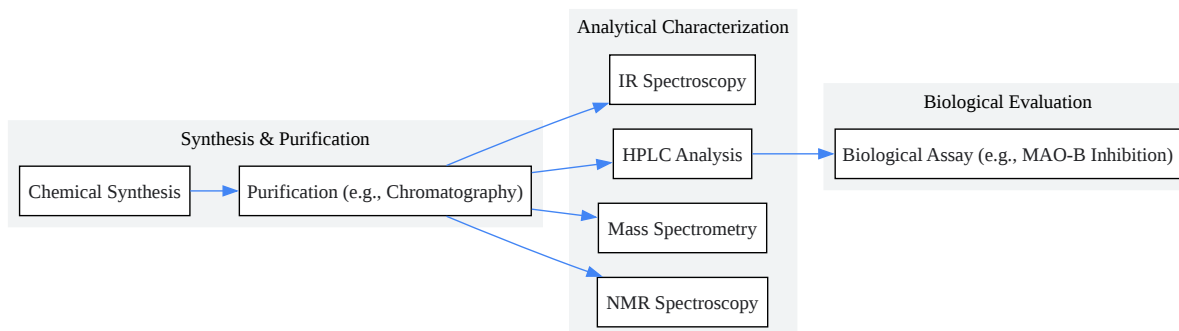 Synthesis & Purification
Chemical Synthesis
Purification (e.g., Chromatography)
Analytical Characterization
IR Spectroscopy
HPLC Analysis
Mass Spectrometry
NMR Spectroscopy
Biological Evaluation
Biological Assay (e.g., MAO-B Inhibition)